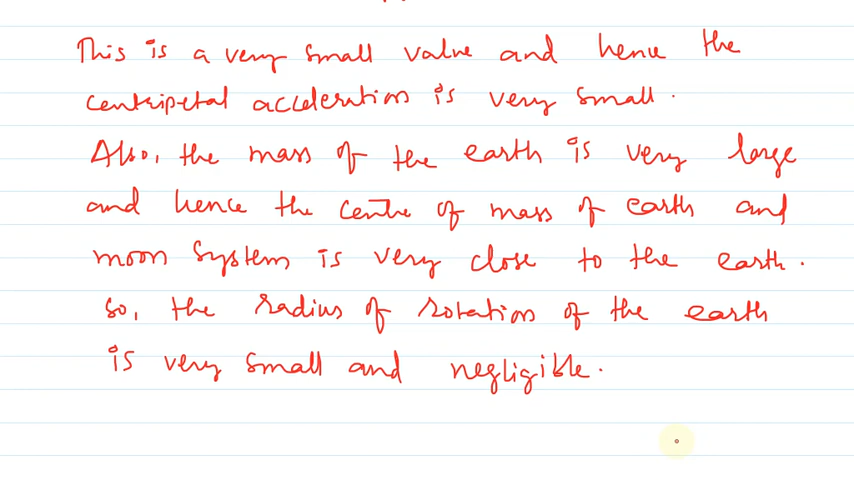 This is a very small value and hence the
centripetal acceleration is very small.
Also, the mass of the earth is very large
and hence the centre of mass of earth and
moon system is very close to the earth.
So, the radius of rotation of the earth
is very small and negligible.